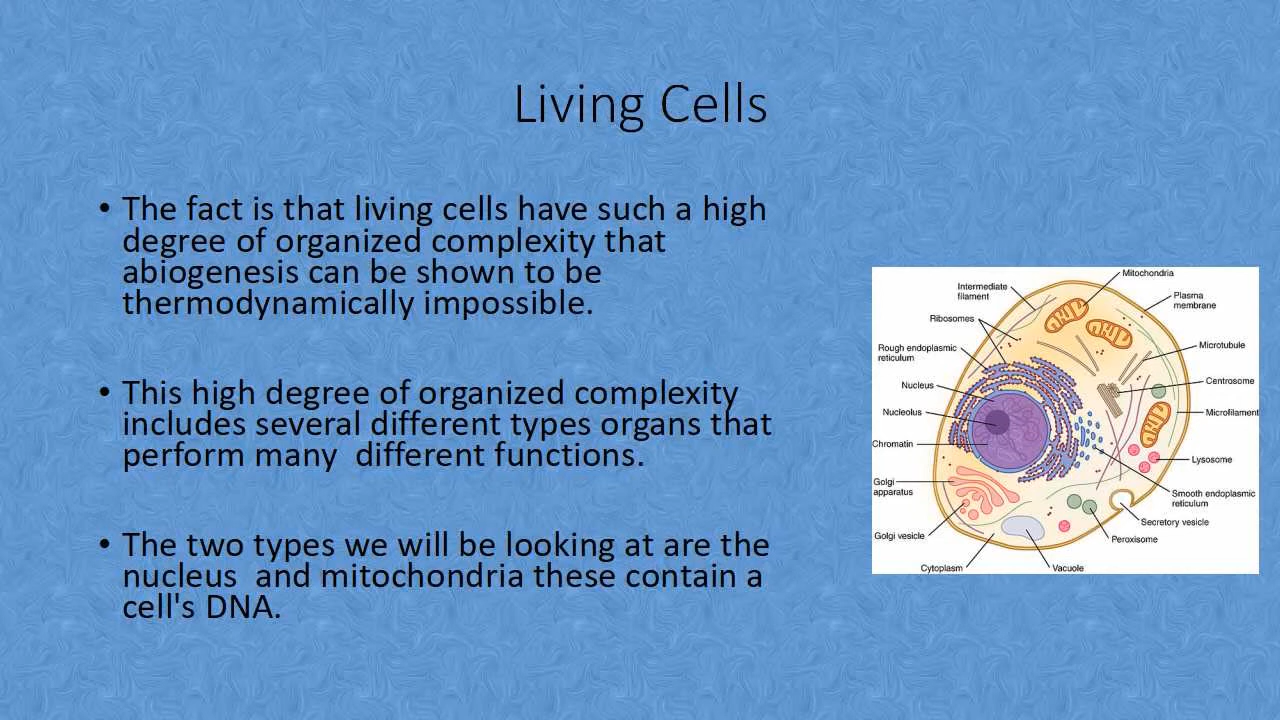 Living Cells
• The fact is that living cells have such a high
degree of organized complexity that
abiogenesis can be shown to be
thermodynamically impossible.
• This high degree of organized complexity
includes several different types organs that
perform many  different functions.
• The two types we will be looking at are the
nucleus  and mitochondria these contain a
cell's DNA.
Mitochondria
Intermediate
filament
Plasma
membrane
Ribosomes
Microtubule
Rough endoplasmic
reticulum
Centrosome
Nucleus
Microfilament
Nucleolus
Chromatin
Lysosome
Golgi
apparatus
Smooth endoplasmic
reticulum
Secretory vesicle
Golgi vesicle
Peroxisome
Cytoplasm
Vacuole